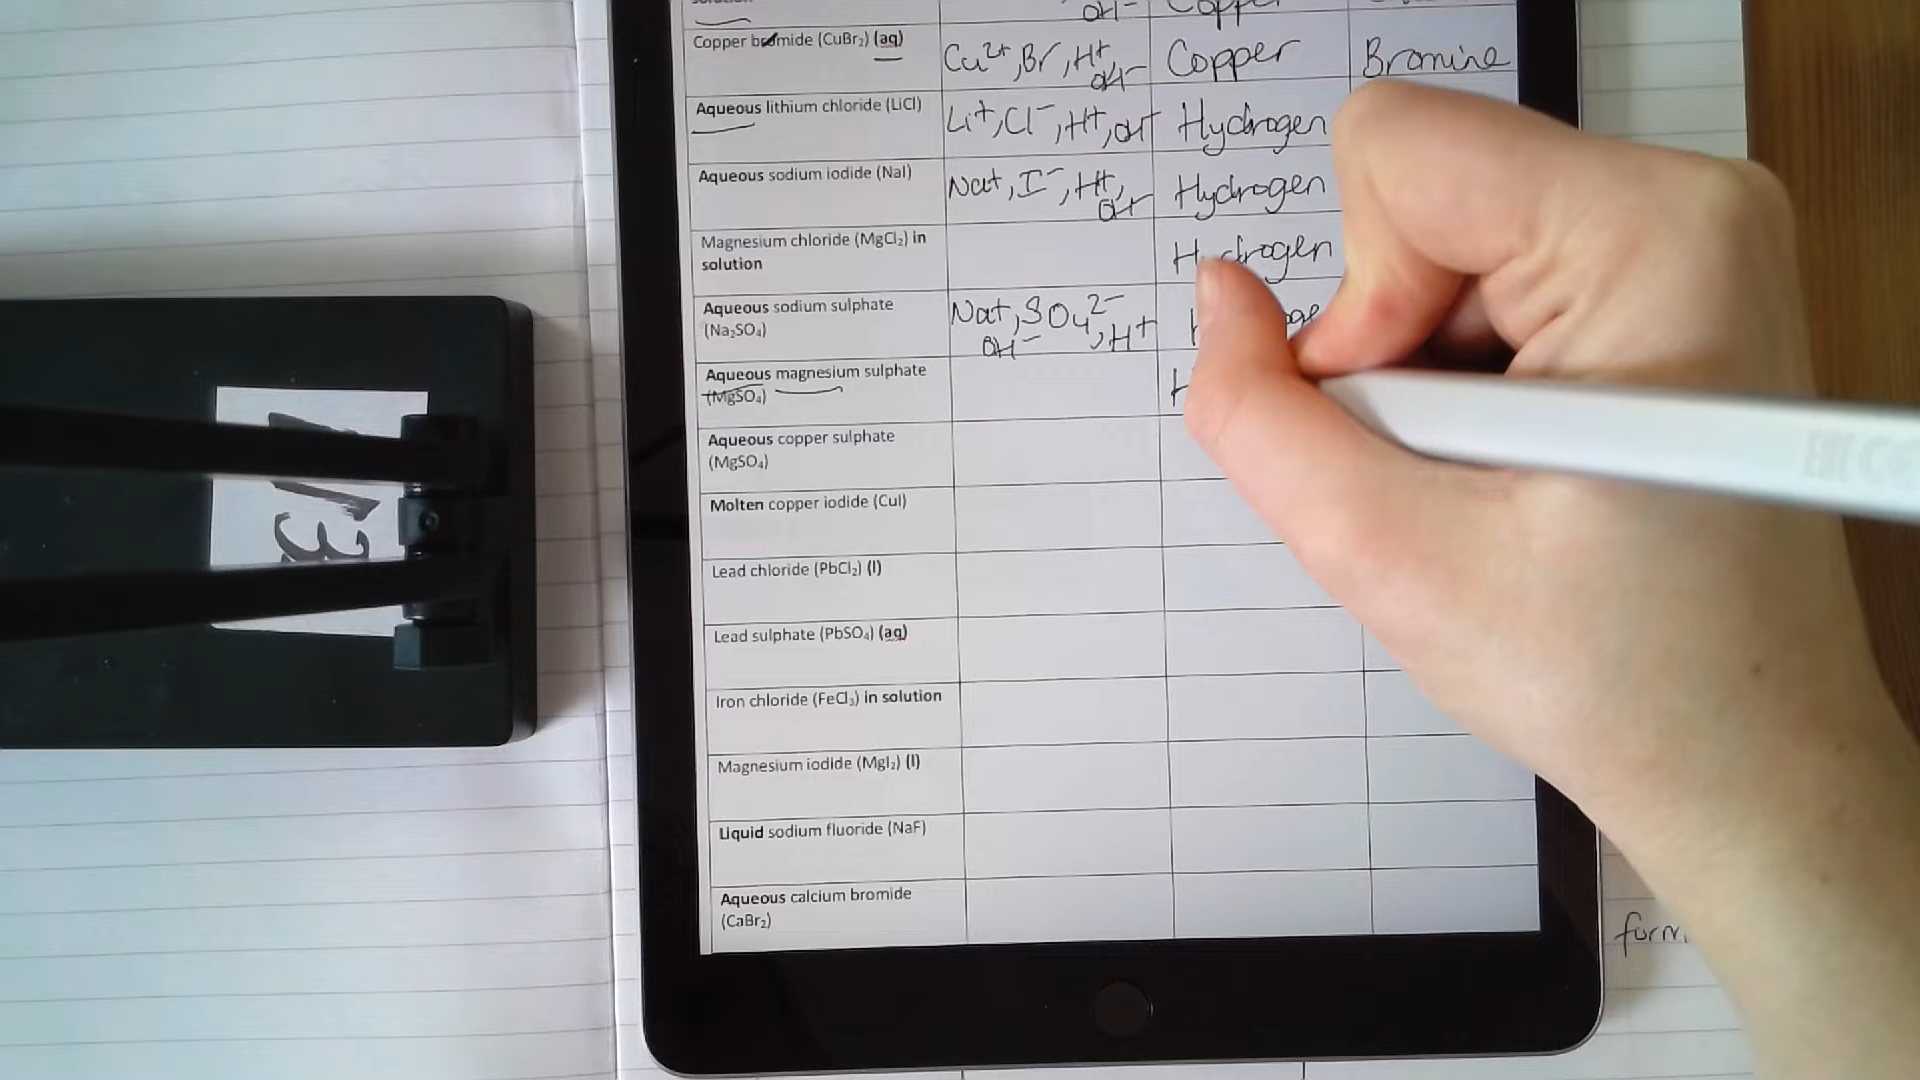 OH-  Copper
Copper bromide (CuBr₂) (aq)  Cu²⁺, Br⁻, H⁺, OH⁻  Copper  Bromine
Aqueous lithium chloride (LiCl)  Li⁺, Cl⁻, H⁺, OH⁻  Hydrogen
Aqueous sodium iodide (NaI)  Na⁺, I⁻, H⁺, OH⁻  Hydrogen
Magnesium chloride (MgCl₂) in
solution  Hydrogen
Aqueous sodium sulphate
(Na₂SO₄)  Na⁺, SO₄²⁻, H⁺
OH⁻
Aqueous magnesium sulphate
(MgSO₄)  H
Aqueous copper sulphate
(MgSO₄)
Molten copper iodide (CuI)
Lead chloride (PbCl₂) (l)
Lead sulphate (PbSO₄) (aq)
Iron chloride (FeCl₃) in solution
Magnesium iodide (MgI₂) (l)
Liquid sodium fluoride (NaF)
Aqueous calcium bromide
(CaBr₂)
13